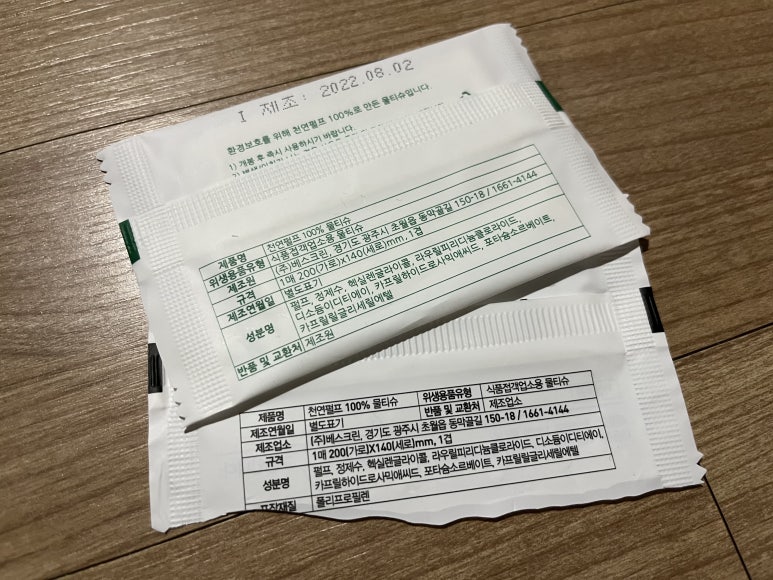 I 제조: 2022.08.02
환경보호를 위해 천연펄프 100%로 만든 물티슈입니다.
1) 개봉 후 즉시 사용하시기 바랍니다.
제품명 천연펄프 100% 물티슈
위생용품유형 식품접객업소용 물티슈
제조원 (주)베스크린, 경기도 광주시 초월읍 동막골길 150-18 / 1661-4144
규격 1매 200(가로)X140(세로)mm, 1겹
제조연월일 별도표기
성분명 펄프, 정제수, 헥실렌글라이콜, 라우릴피리디늄클로라이드,
디소듐이디티에이, 카프릴하이드로사믹애씨드, 포타슘소르베이트,
카프릴릴글리세릴에텔
반품 및 교환처 제조원
제품명 천연펄프 100% 물티슈 위생용품유형 식품접객업소용 물티슈
제조연월일 별도표기 반품 및 교환처 제조업소
제조업소 (주)베스크린, 경기도 광주시 초월읍 동막골길 150-18 / 1661-4144
규격 1매 200(가로)X140(세로)mm, 1겹
성분명 펄프, 정제수, 헥실렌글라이콜, 라우릴피리디늄클로라이드, 디소듐이디티에이,
카프릴하이드로사믹애씨드, 포타슘소르베이트, 카프릴릴글리세릴에텔
포장재질 폴리프로필렌